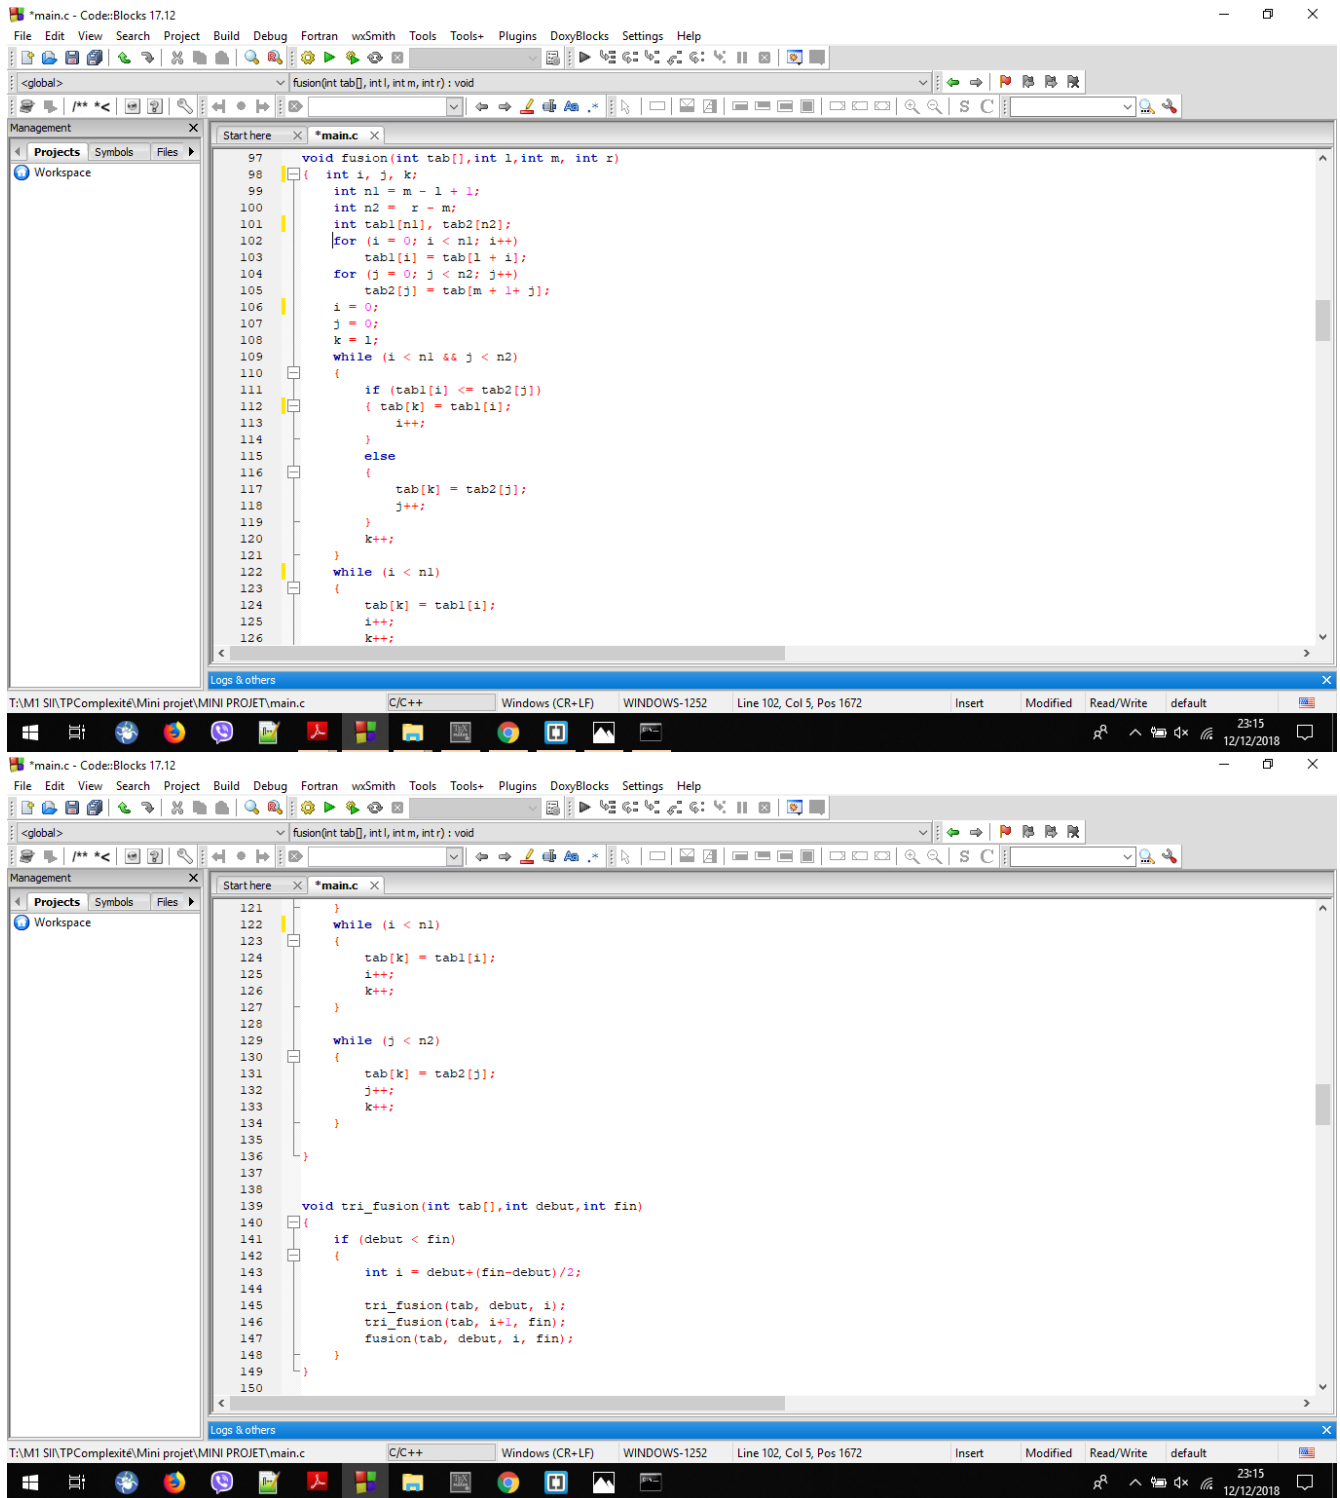 *main.c - Code::Blocks 17.12
File Edit View Search Project Build Debug Fortran wxSmith Tools Tools+ Plugins DoxyBlocks Settings Help
<global> fusion(int tab[], int l, int m, int r) : void
/** *< S C
Management
Start here *main.c
Projects Symbols Files
Workspace
97 void fusion(int tab[],int l,int m, int r)
98 { int i, j, k;
99 int n1 = m - l + 1;
100 int n2 = r - m;
101 int tab1[n1], tab2[n2];
102 for (i = 0; i < n1; i++)
103 tab1[i] = tab[l + i];
104 for (j = 0; j < n2; j++)
105 tab2[j] = tab[m + 1+ j];
106 i = 0;
107 j = 0;
108 k = l;
109 while (i < n1 && j < n2)
110 {
111 if (tab1[i] <= tab2[j])
112 { tab[k] = tab1[i];
113 i++;
114 }
115 else
116 {
117 tab[k] = tab2[j];
118 j++;
119 }
120 k++;
121 }
122 while (i < n1)
123 {
124 tab[k] = tab1[i];
125 i++;
126 k++;
Logs & others
T:\M1 SII\TPComplexité\Mini projet\MINI PROJET\main.c C/C++ Windows (CR+LF) WINDOWS-1252 Line 102, Col 5, Pos 1672 Insert Modified Read/Write default
23:15
12/12/2018
*main.c - Code::Blocks 17.12
File Edit View Search Project Build Debug Fortran wxSmith Tools Tools+ Plugins DoxyBlocks Settings Help
<global> fusion(int tab[], int l, int m, int r) : void
/** *< S C
Management
Start here *main.c
Projects Symbols Files
Workspace
121 }
122 while (i < n1)
123 {
124 tab[k] = tab1[i];
125 i++;
126 k++;
127 }
128
129 while (j < n2)
130 {
131 tab[k] = tab2[j];
132 j++;
133 k++;
134 }
135
136 }
137
138
139 void tri_fusion(int tab[],int debut,int fin)
140 {
141 if (debut < fin)
142 {
143 int i = debut+(fin-debut)/2;
144
145 tri_fusion(tab, debut, i);
146 tri_fusion(tab, i+1, fin);
147 fusion(tab, debut, i, fin);
148 }
149 }
150
Logs & others
T:\M1 SII\TPComplexité\Mini projet\MINI PROJET\main.c C/C++ Windows (CR+LF) WINDOWS-1252 Line 102, Col 5, Pos 1672 Insert Modified Read/Write default
23:15
12/12/2018